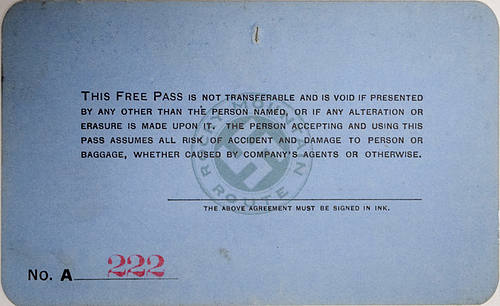 THIS FREE PASS IS NOT TRANSFERABLE AND IS VOID IF PRESENTED
BY ANY OTHER THAN THE PERSON NAMED, OR IF ANY ALTERATION OR
ERASURE IS MADE UPON IT. THE PERSON ACCEPTING AND USING THIS
PASS ASSUMES ALL RISK OF ACCIDENT AND DAMAGE TO PERSON OR
BAGGAGE, WHETHER CAUSED BY COMPANY'S AGENTS OR OTHERWISE.
ROCKY MOUNTAIN
ROUTE
THE ABOVE AGREEMENT MUST BE SIGNED IN INK.
NO. A 222